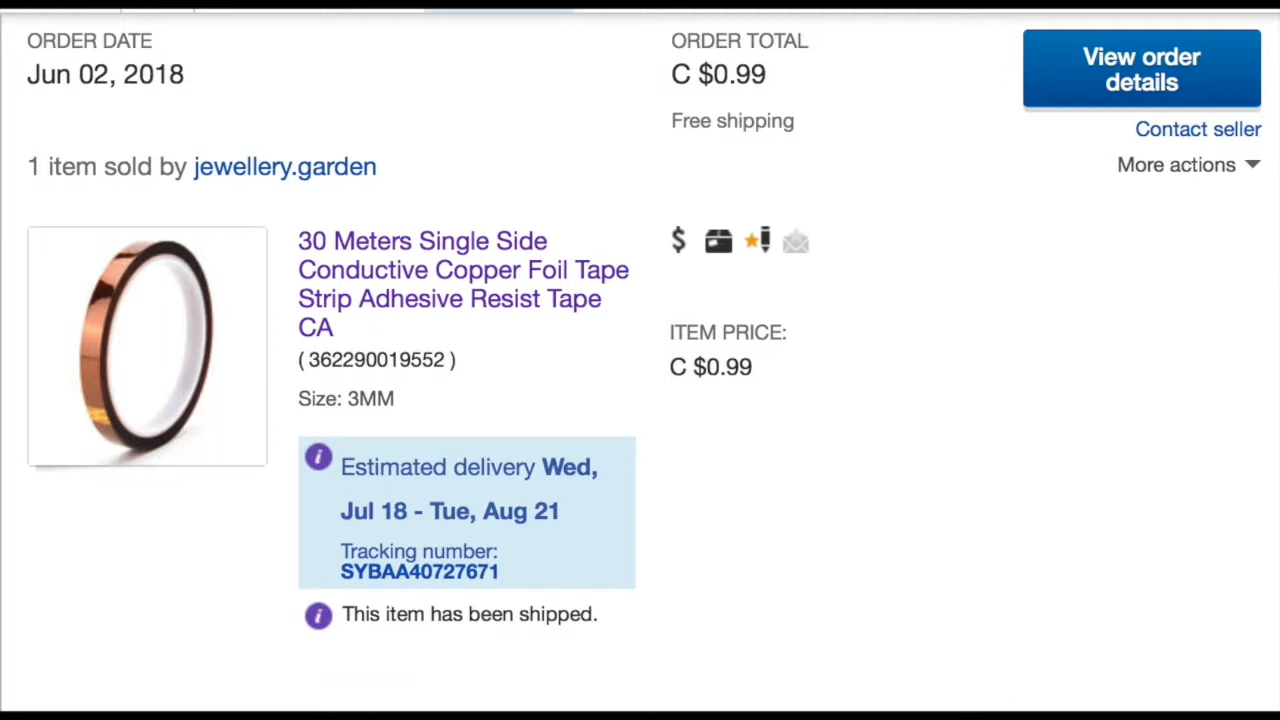 ORDER DATE
Jun 02, 2018
ORDER TOTAL
C $0.99
Free shipping
View order
details
Contact seller
More actions
1 item sold by jewellery.garden
30 Meters Single Side
Conductive Copper Foil Tape
Strip Adhesive Resist Tape
CA
( 362290019552 )
Size: 3MM
ITEM PRICE:
C $0.99
Estimated delivery Wed,
Jul 18 - Tue, Aug 21
Tracking number:
SYBAA40727671
This item has been shipped.